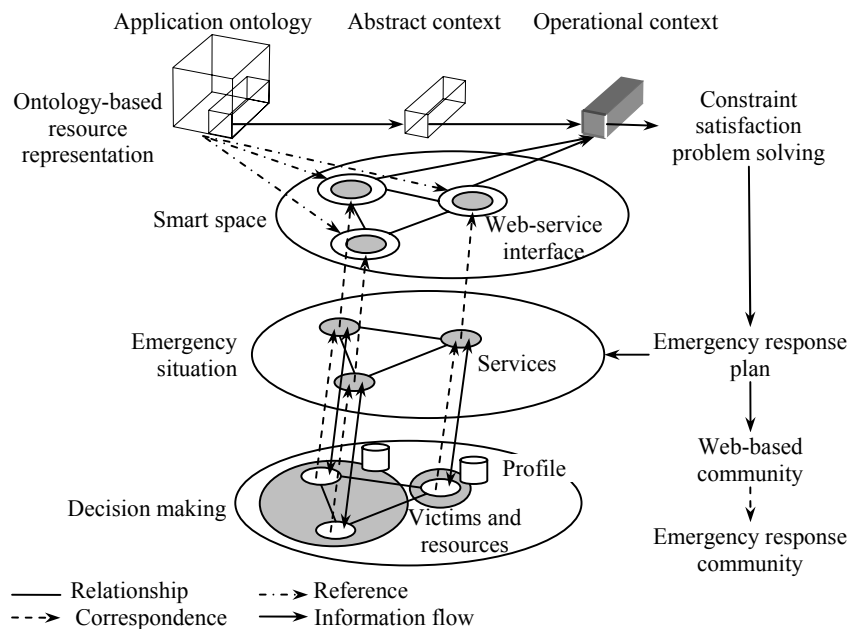 Application ontology
Abstract context
Operational context
Ontology-based
resource
representation
Constraint
satisfaction
problem solving
Smart space
Web-service
interface
Emergency
situation
Services
Emergency response
plan
Web-based
community
Profile
Decision making
Victims and
resources
Emergency response
community
Relationship
Reference
Correspondence
Information flow